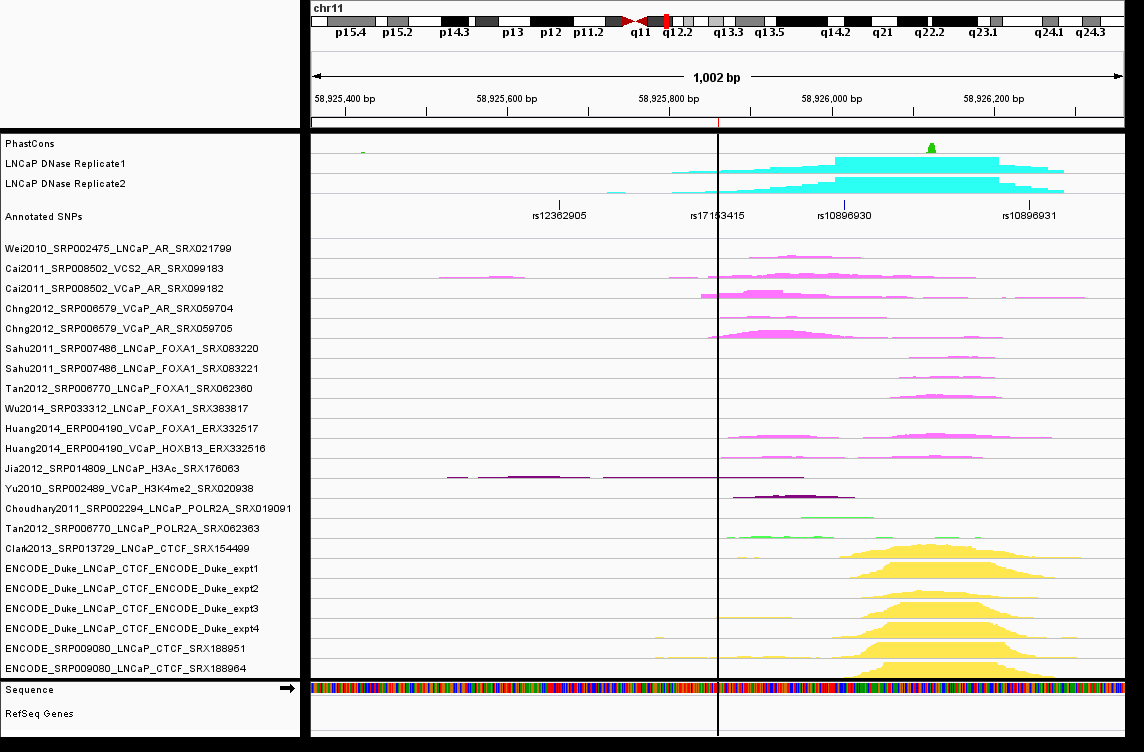 chr11
p15.4 p15.2 p14.3 p13 p12 p11.2 q11 q12.2 q13.3 q13.5 q14.2 q21 q22.2 q23.1 q24.1 q24.3
1,002 bp
58,925,400 bp 58,925,600 bp 58,925,800 bp 58,926,000 bp 58,926,200 bp
PhastCons
LNCaP DNase Replicate1
LNCaP DNase Replicate2
Annotated SNPs rs12362905 rs17153415 rs10896930 rs10896931
Wei2010_SRP002475_LNCaP_AR_SRX021799
Cai2011_SRP008502_VCS2_AR_SRX099183
Cai2011_SRP008502_VCaP_AR_SRX099182
Chng2012_SRP006579_VCaP_AR_SRX059704
Chng2012_SRP006579_VCaP_AR_SRX059705
Sahu2011_SRP007486_LNCaP_FOXA1_SRX083220
Sahu2011_SRP007486_LNCaP_FOXA1_SRX083221
Tan2012_SRP006770_LNCaP_FOXA1_SRX062360
Wu2014_SRP033312_LNCaP_FOXA1_SRX383817
Huang2014_ERP004190_VCaP_FOXA1_ERX332517
Huang2014_ERP004190_VCaP_HOXB13_ERX332516
Jia2012_SRP014809_LNCaP_H3Ac_SRX176063
Yu2010_SRP002489_VCaP_H3K4me2_SRX020938
Choudhary2011_SRP002294_LNCaP_POLR2A_SRX019091
Tan2012_SRP006770_LNCaP_POLR2A_SRX062363
Clark2013_SRP013729_LNCaP_CTCF_SRX154499
ENCODE_Duke_LNCaP_CTCF_ENCODE_Duke_expt1
ENCODE_Duke_LNCaP_CTCF_ENCODE_Duke_expt2
ENCODE_Duke_LNCaP_CTCF_ENCODE_Duke_expt3
ENCODE_Duke_LNCaP_CTCF_ENCODE_Duke_expt4
ENCODE_SRP009080_LNCaP_CTCF_SRX188951
ENCODE_SRP009080_LNCaP_CTCF_SRX188964
Sequence
RefSeq Genes